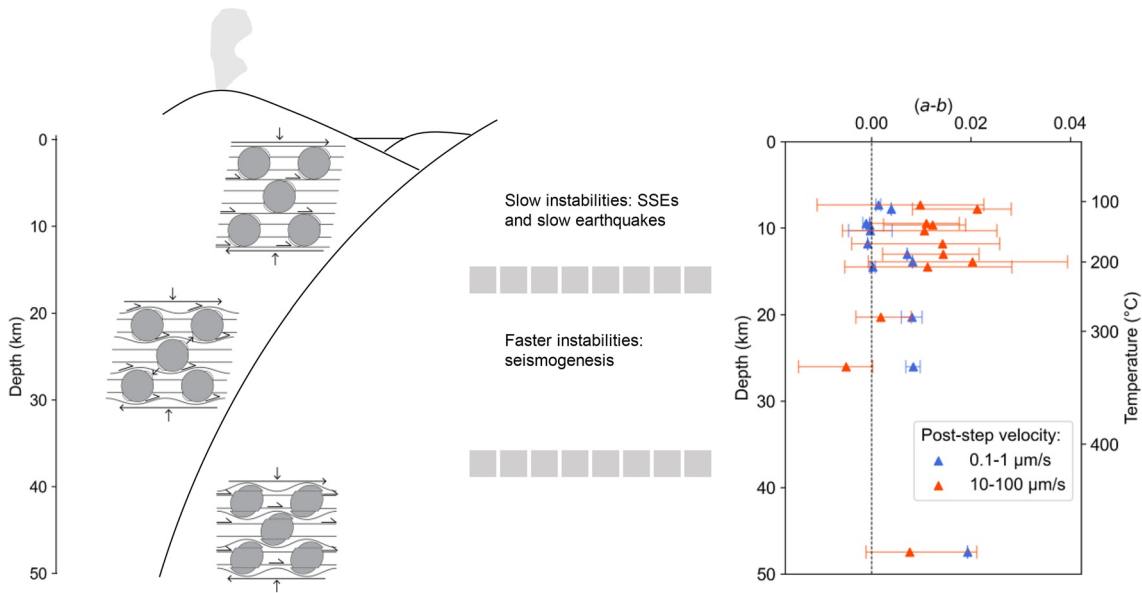 0
10
20
30
40
50
Depth (km)
Slow instabilities: SSEs
and slow earthquakes
Faster instabilities:
seismogenesis
(a-b)
0.00
0.02
0.04
0
10
20
30
40
50
Depth (km)
100
200
300
400
Temperature (°C)
Post-step velocity:
0.1-1 μm/s
10-100 μm/s